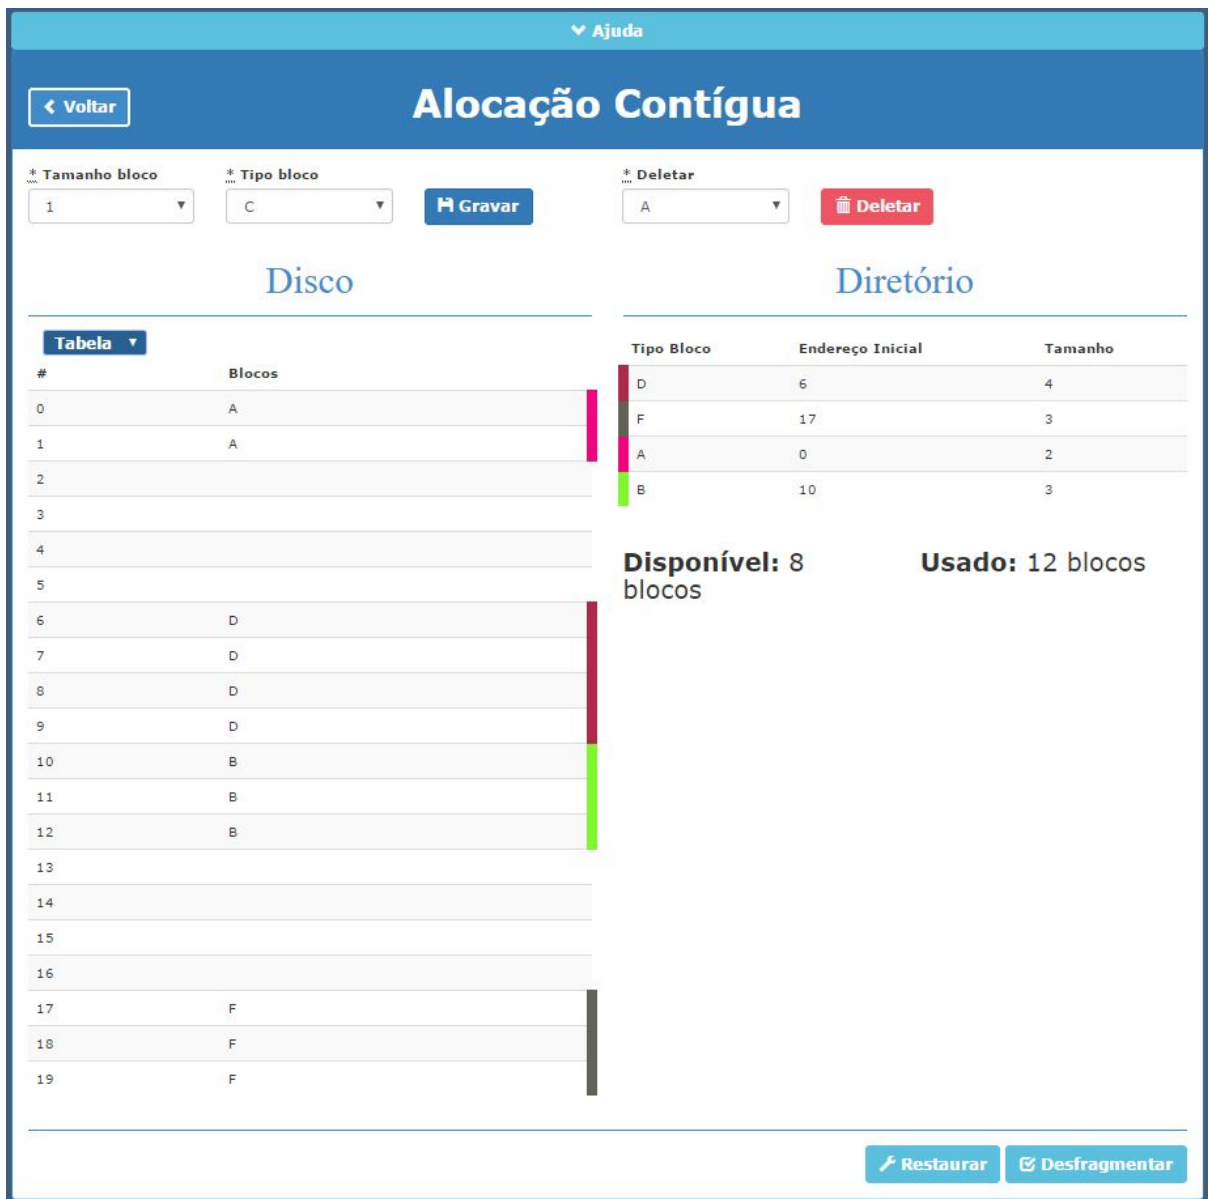 Ajuda
Voltar
Alocação Contígua
* Tamanho bloco * Tipo bloco
1 C Gravar
* Deletar
A Deletar
Disco
Tabela
# Blocos
0 A
1 A
2
3
4
5
6 D
7 D
8 D
9 D
10 B
11 B
12 B
13
14
15
16
17 F
18 F
19 F
Diretório
Tipo Bloco Endereço Inicial Tamanho
D 6 4
F 17 3
A 0 2
B 10 3
Disponível: 8
blocos
Usado: 12 blocos
Restaurar
Desfragmentar